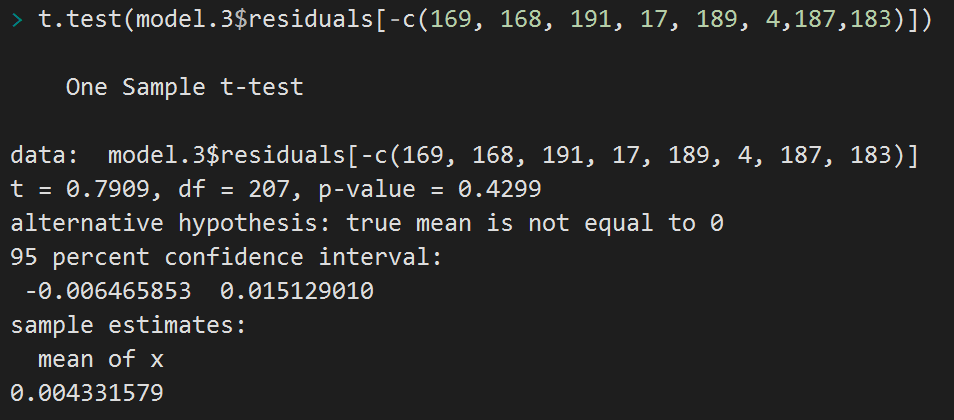 > t.test(model.3$residuals[-c(169, 168, 191, 17, 189, 4,187,183)])
One Sample t-test
data:  model.3$residuals[-c(169, 168, 191, 17, 189, 4, 187, 183)]
t = 0.7909, df = 207, p-value = 0.4299
alternative hypothesis: true mean is not equal to 0
95 percent confidence interval:
-0.006465853  0.015129010
sample estimates:
mean of x
0.004331579